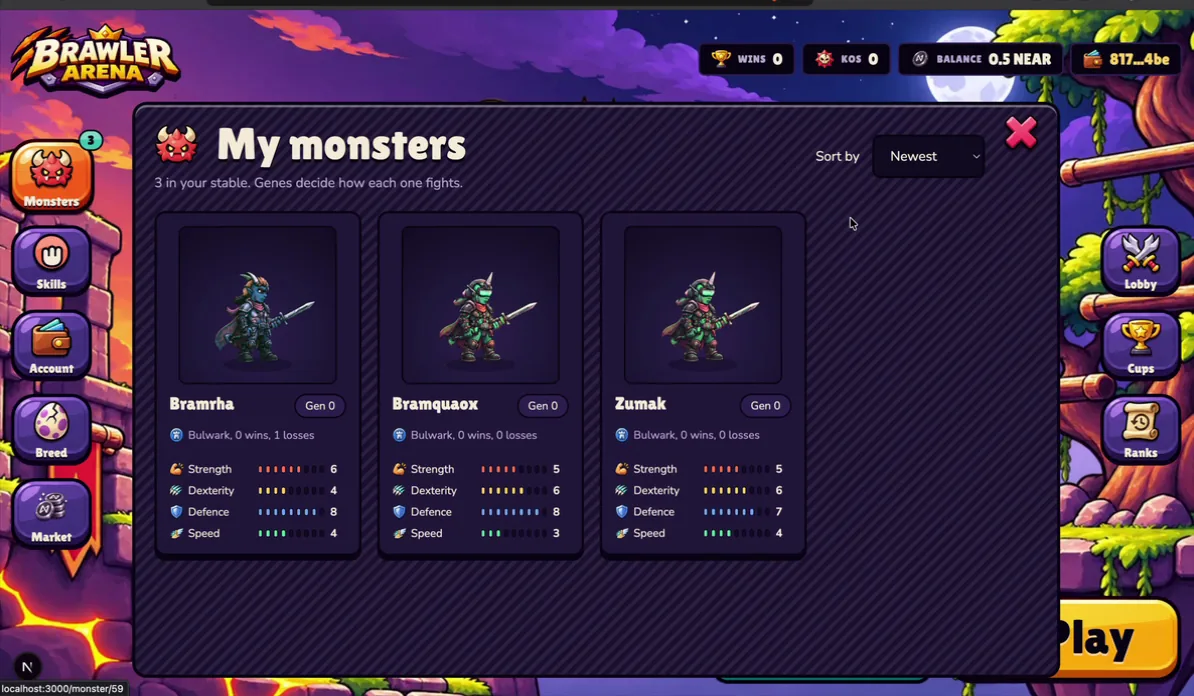 BRAWLER
ARENA
WINS 0
KOS 0
BALANCE 0.5 NEAR
817...4be
3
Monsters
Skills
Account
Breed
Market
My monsters
3 in your stable. Genes decide how each one fights.
Sort by
Newest
Bramrha
Gen 0
Bulwark, 0 wins, 1 losses
Strength 6
Dexterity 4
Defence 8
Speed 4
Bramquaox
Gen 0
Bulwark, 0 wins, 0 losses
Strength 5
Dexterity 6
Defence 8
Speed 3
Zumak
Gen 0
Bulwark, 0 wins, 0 losses
Strength 5
Dexterity 6
Defence 7
Speed 4
Lobby
Cups
Ranks
Play
N
localhost:3000/monster/59